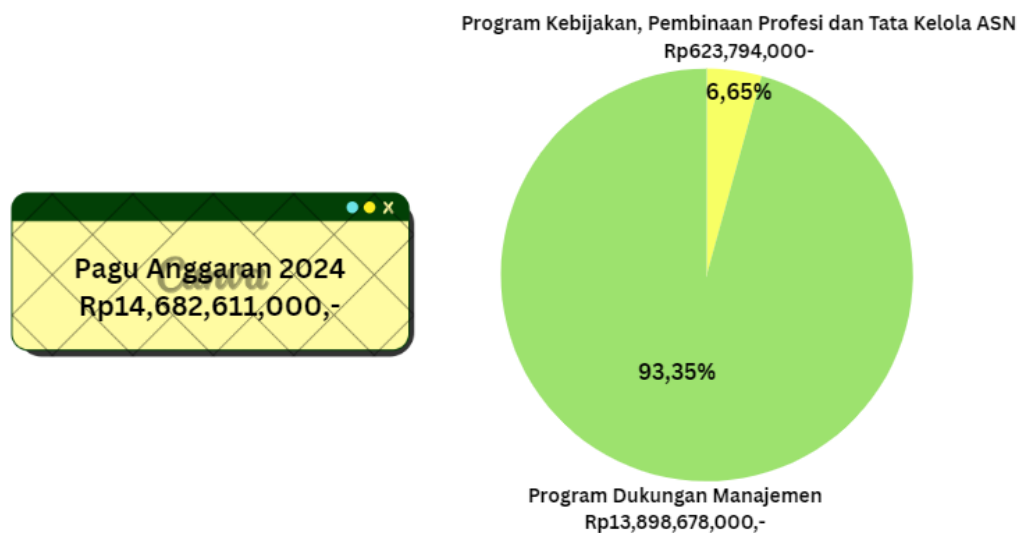 Program Kebijakan, Pembinaan Profesi dan Tata Kelola ASN
Rp623,794,000-
6,65%
X
Pagu Anggaran 2024
Canva
Rp14,682,611,000,-
93,35%
Program Dukungan Manajemen
Rp13,898,678,000,-